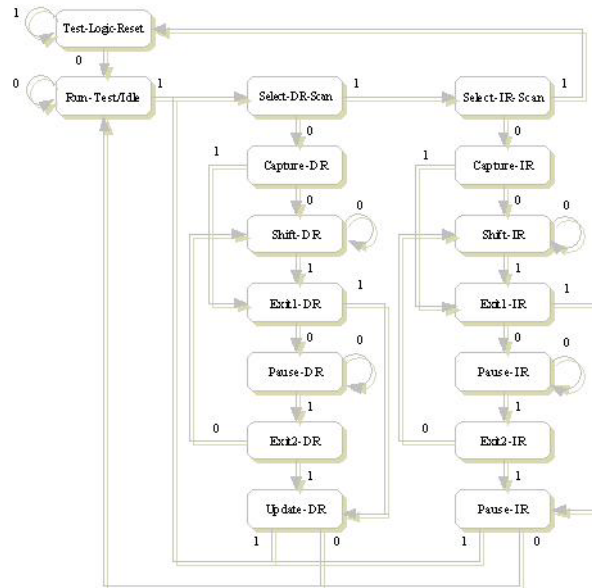 1
Test-Logic-Reset
0
0
Run-Test/Idle
1
Select-DR-Scan
1
Select-IR-Scan
1
0
0
1
Capture-DR
1
Capture-IR
0
0
0
0
Shift-DR
Shift-IR
1
1
Exit1-DR
1
Exit1-IR
1
0
0
0
0
Pause-DR
Pause-IR
1
1
0
Exit2-DR
0
Exit2-IR
1
1
Update-DR
Pause-IR
1
0
1
0